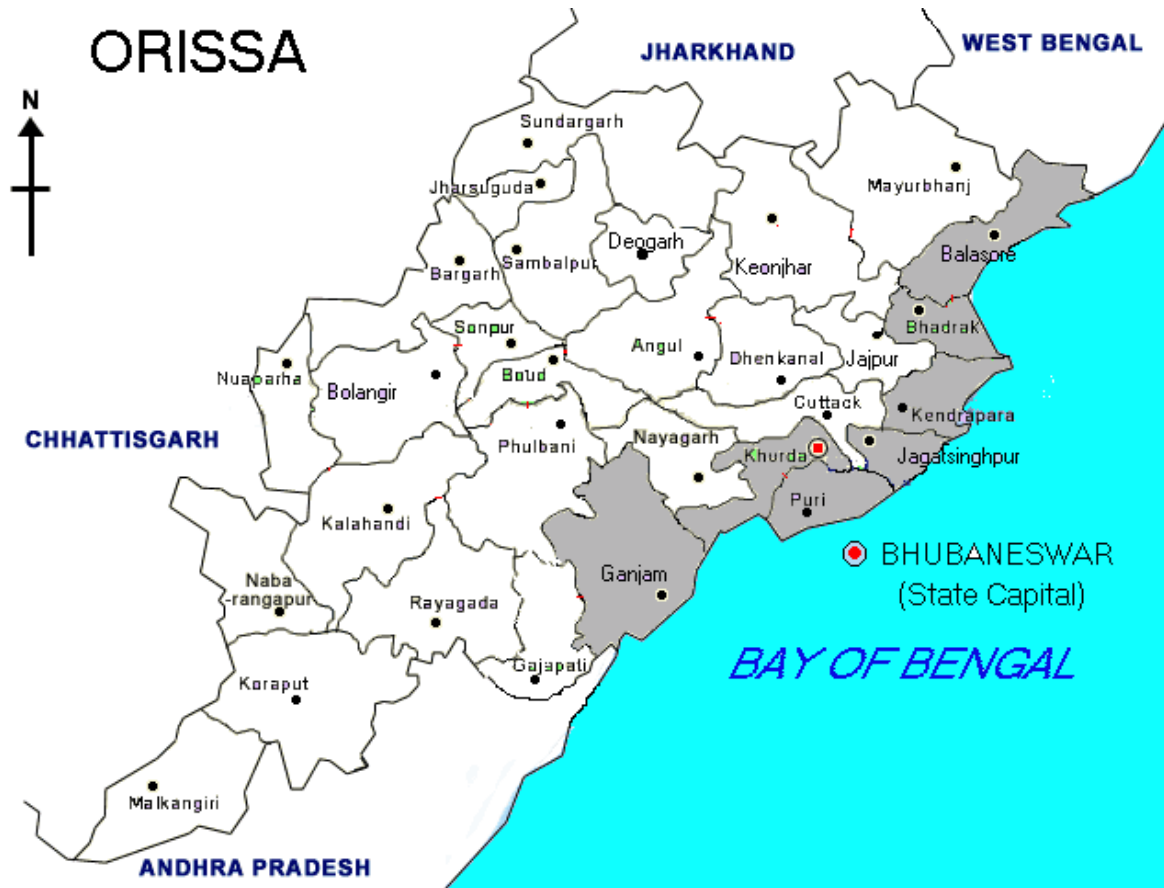 ORISSA
JHARKHAND
WEST BENGAL
N
Sundargarh
Jharsuguda
Mayurbhanj
Deogarh
Balasore
Bargarh
Sambalpur
Keonjhar
Sonpur
Bhadrak
Angul
Dhenkanal
Jajpur
Nuaparha
Boud
Bolangir
Cuttack
Kendrapara
CHHATTISGARH
Phulbani
Nayagarh
Khurda
Jagatsinghpur
Puri
Kalahandi
BHUBANESWAR
(State Capital)
Naba
-rangapur
Ganjam
Rayagada
BAY OF BENGAL
Gajapati
Koraput
Malkangiri
ANDHRA PRADESH